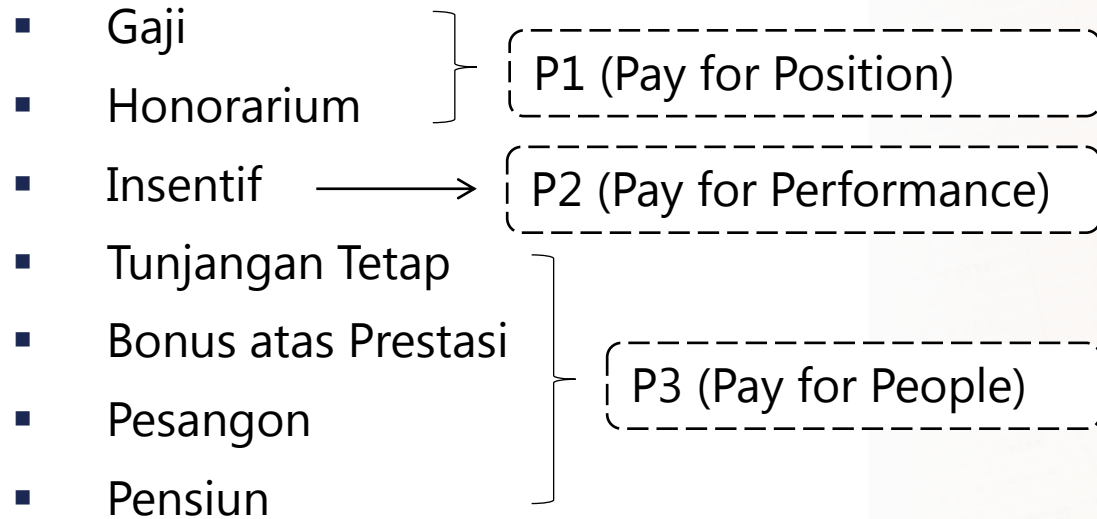 ▪ Gaji
P1 (Pay for Position)
▪ Honorarium
▪ Insentif
P2 (Pay for Performance)
▪ Tunjangan Tetap
▪ Bonus atas Prestasi
P3 (Pay for People)
▪ Pesangon
▪ Pensiun